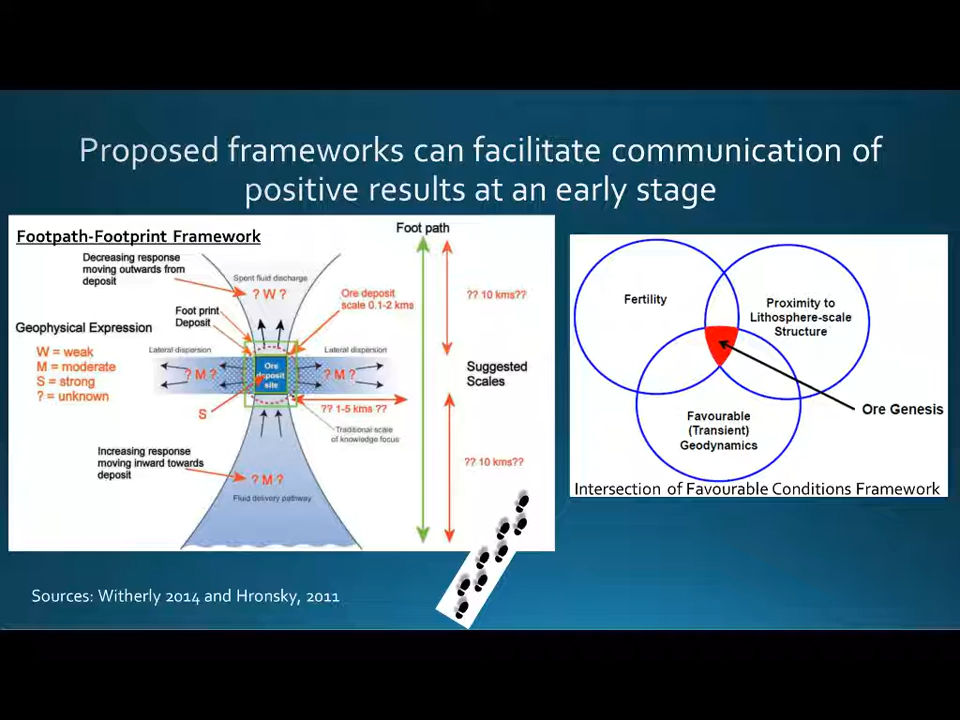 Proposed frameworks can facilitate communication of
positive results at an early stage
Footpath-Footprint Framework
Foot path
Decreasing response
moving outwards from
deposit
Spent fluid discharge
? W ?
Ore deposit
scale 0.1-2 kms
?? 10 kms??
Foot print
Deposit
Geophysical Expression
W = weak
M = moderate
S = strong
? = unknown
Lateral dispersion
Lateral dispersion
? M ?
Ore
deposit
site
? M ?
Suggested
Scales
S
?? 1-5 kms ??
Traditional scale
of knowledge focus
Increasing response
moving inward towards
deposit
? M ?
?? 10 kms??
Fluid delivery pathway
Fertility
Proximity to
Lithosphere-scale
Structure
Favourable
(Transient)
Geodynamics
Ore Genesis
Intersection of Favourable Conditions Framework
Sources: Witherly 2014 and Hronsky, 2011